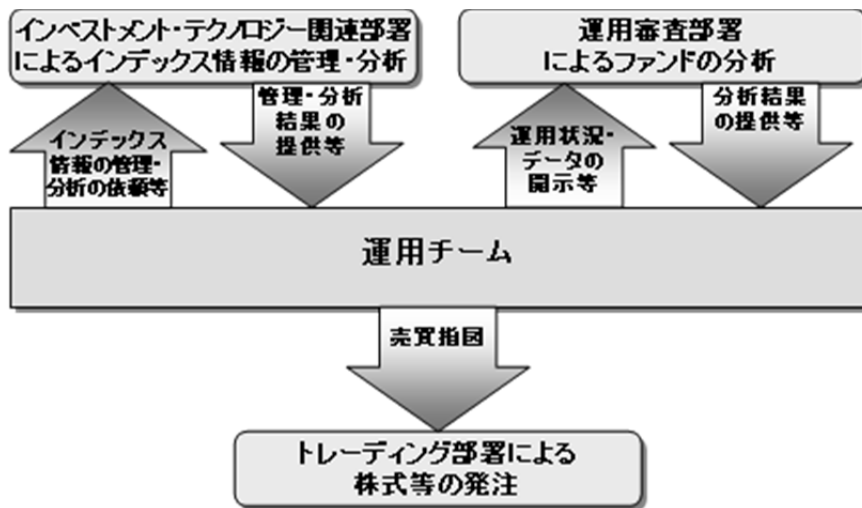 インベストメント・テクノロジー関連部署
によるインデックス情報の管理・分析
運用審査部署
によるファンドの分析
インデックス
情報の管理・
分析の依頼等
管理・分析
結果の
提供等
運用状況・
データの
開示等
分析結果
の提供等
運用チーム
売買指図
トレーディング部署による
株式等の発注